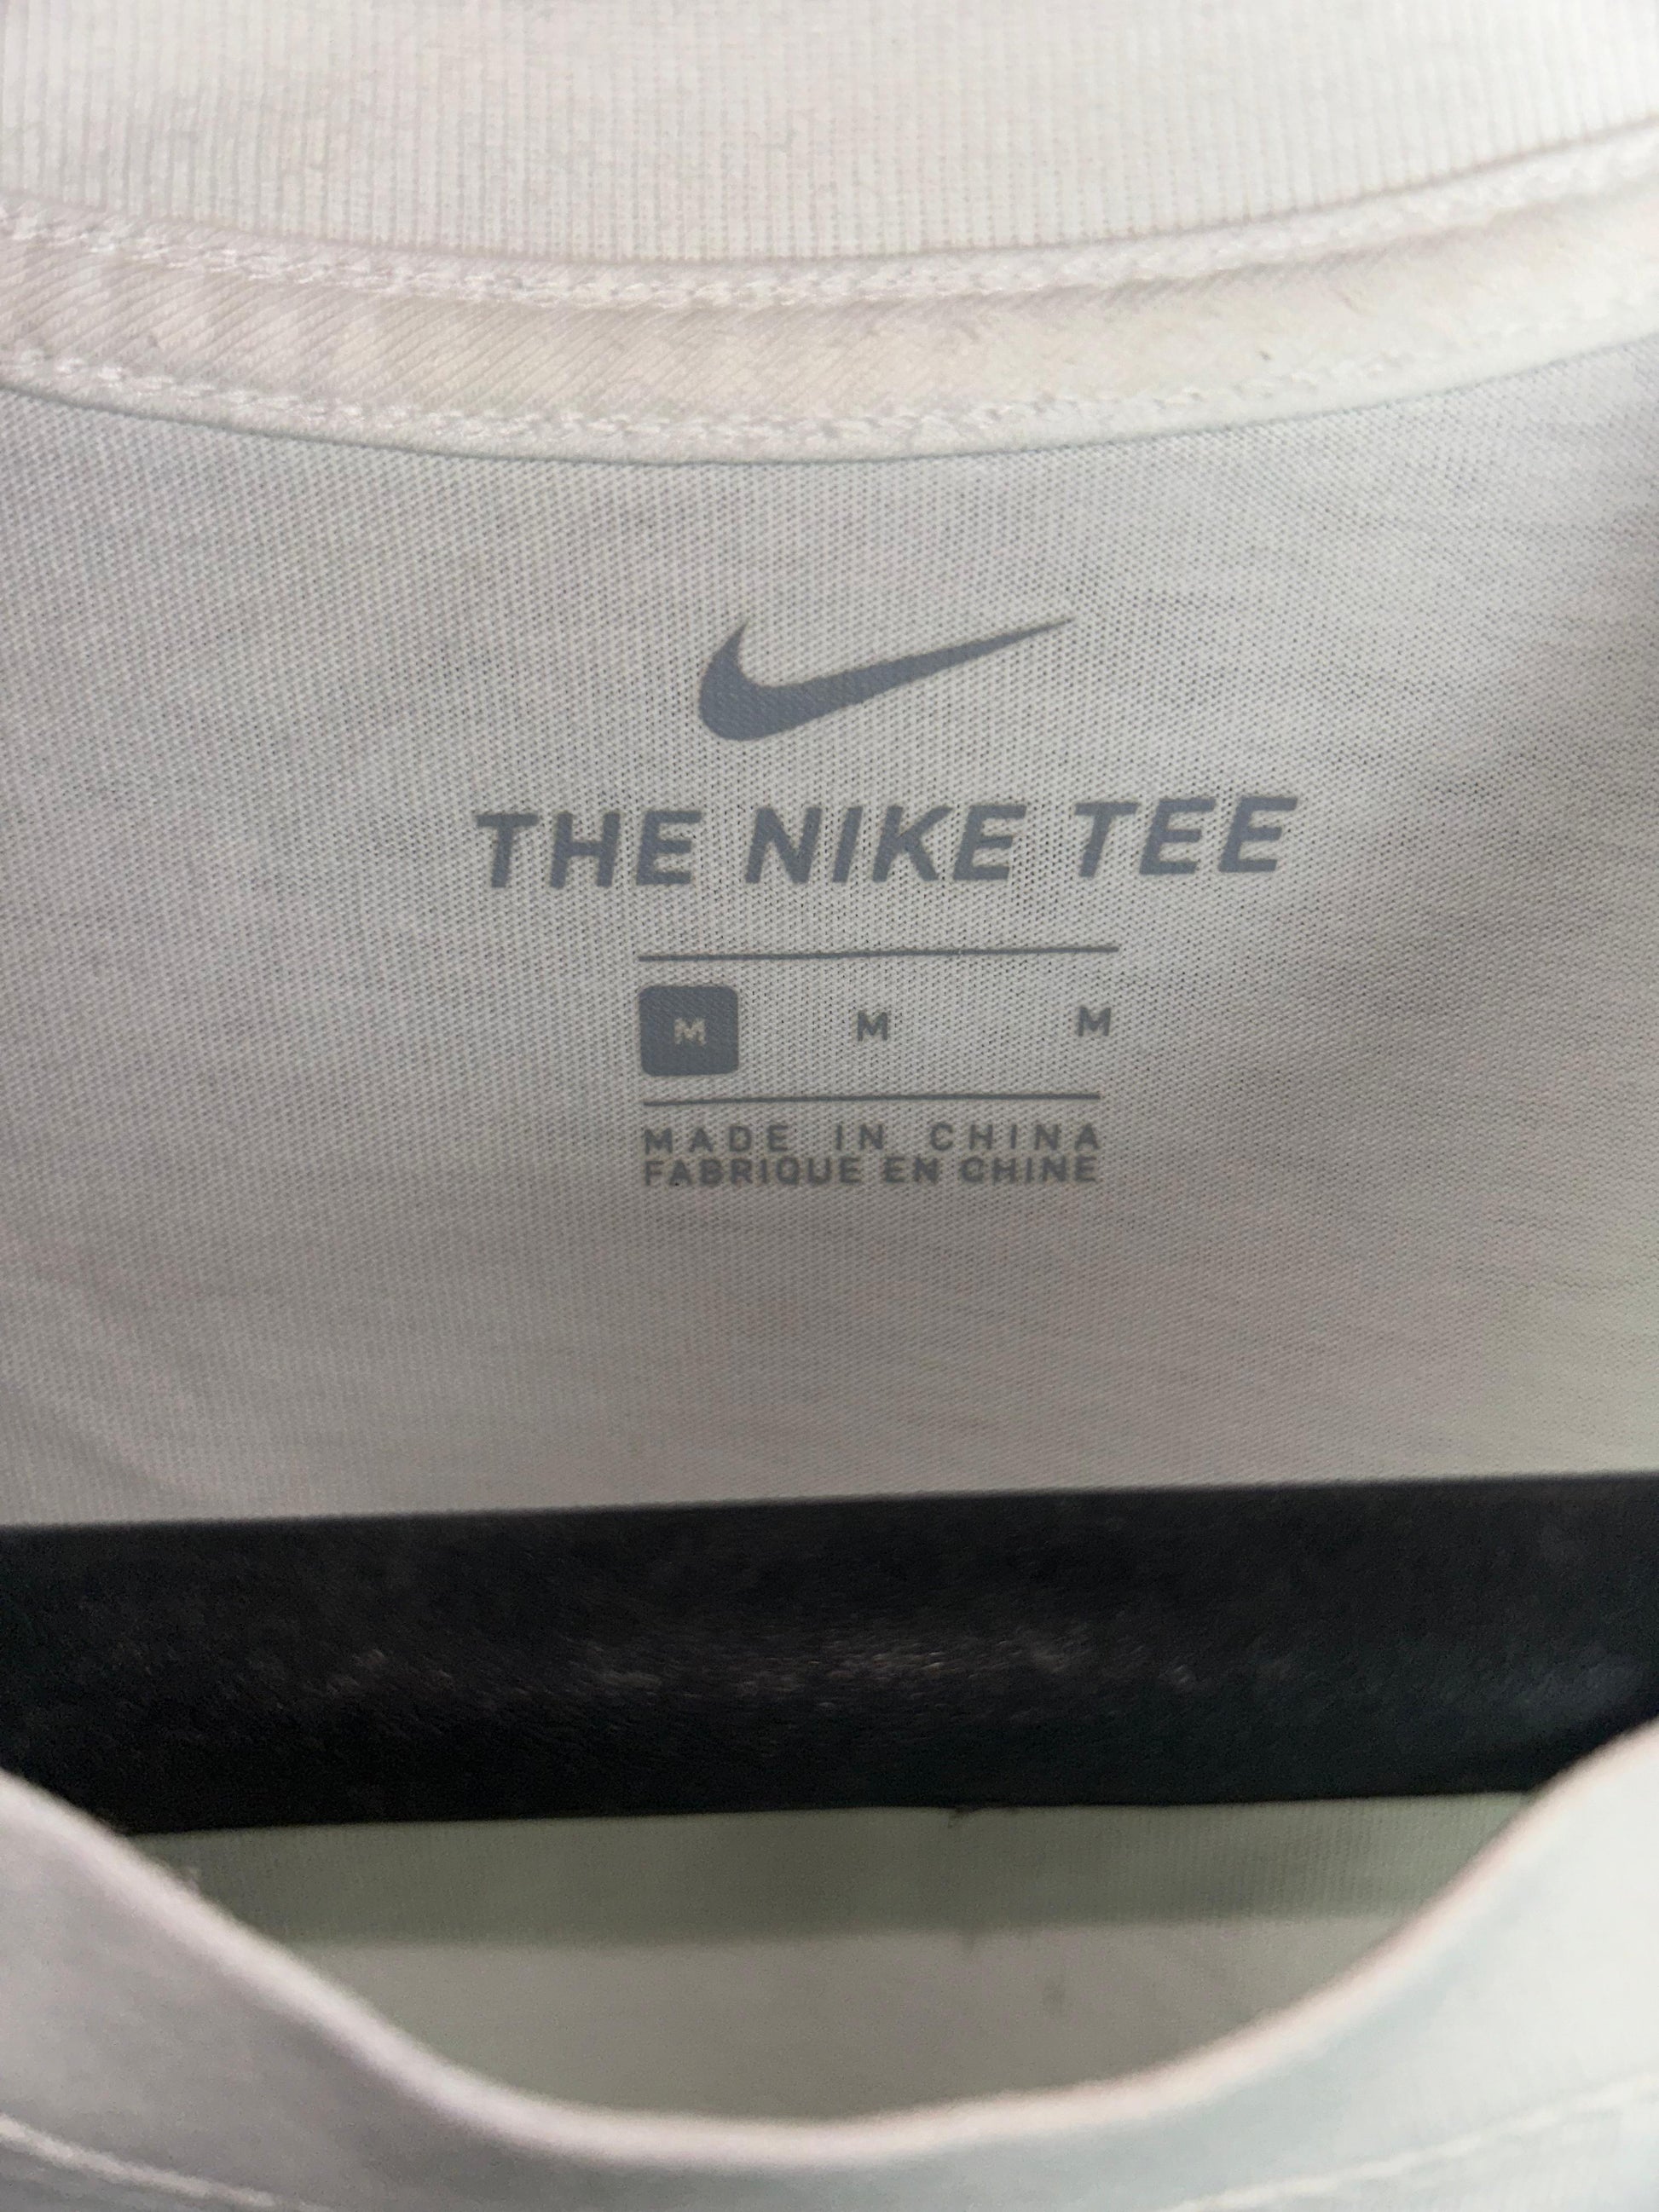 THE NIKE TEE
M M M
MADE IN CHINA
FABRIQUE EN CHINE